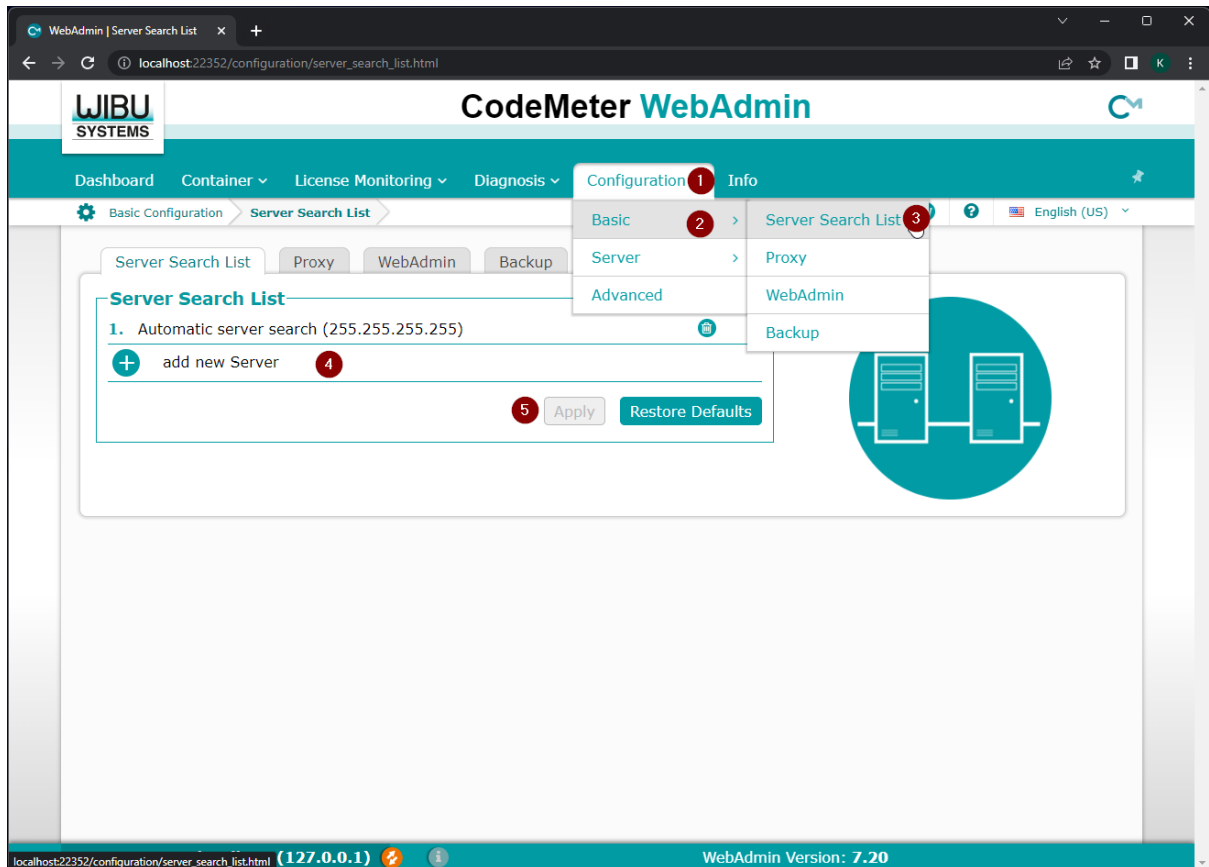 WebAdmin | Server Search List
localhost:22352/configuration/server_search_list.html
K
WIBU
SYSTEMS
CodeMeter WebAdmin
Dashboard Container License Monitoring Diagnosis Configuration 1 Info
Basic Configuration Server Search List
English (US)
Basic 2
Server Search List 3
Server
Proxy
Advanced
WebAdmin
Backup
Server Search List Proxy WebAdmin Backup
Server Search List
1. Automatic server search (255.255.255.255)
add new Server 4
5 Apply Restore Defaults
localhost:22352/configuration/server_search_list.html
(127.0.0.1)
WebAdmin Version: 7.20